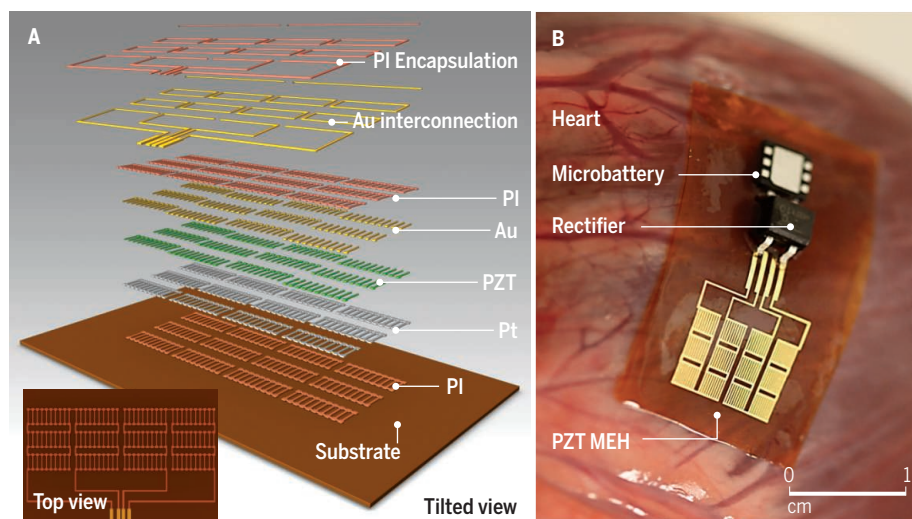 A
PI Encapsulation
Au interconnection
PI
Au
PZT
Pt
PI
Substrate
Top view
Tilted view
B
Heart
Microbattery
Rectifier
PZT MEH
0 1
cm